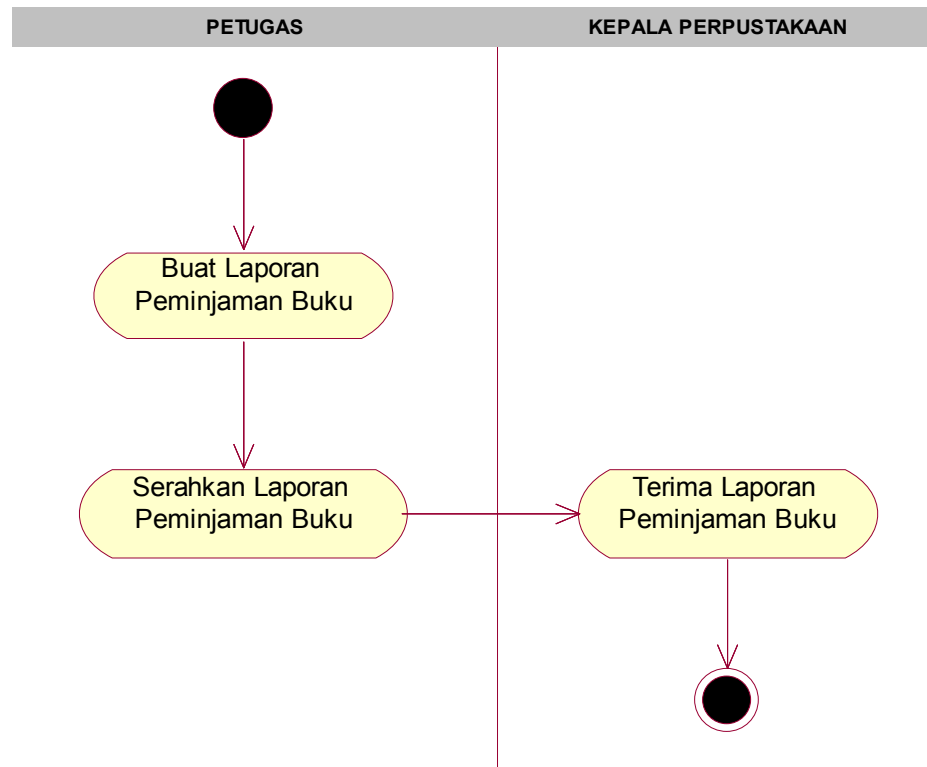 PETUGAS
KEPALA PERPUSTAKAAN
Buat Laporan
Peminjaman Buku
Serahkan Laporan
Peminjaman Buku
Terima Laporan
Peminjaman Buku